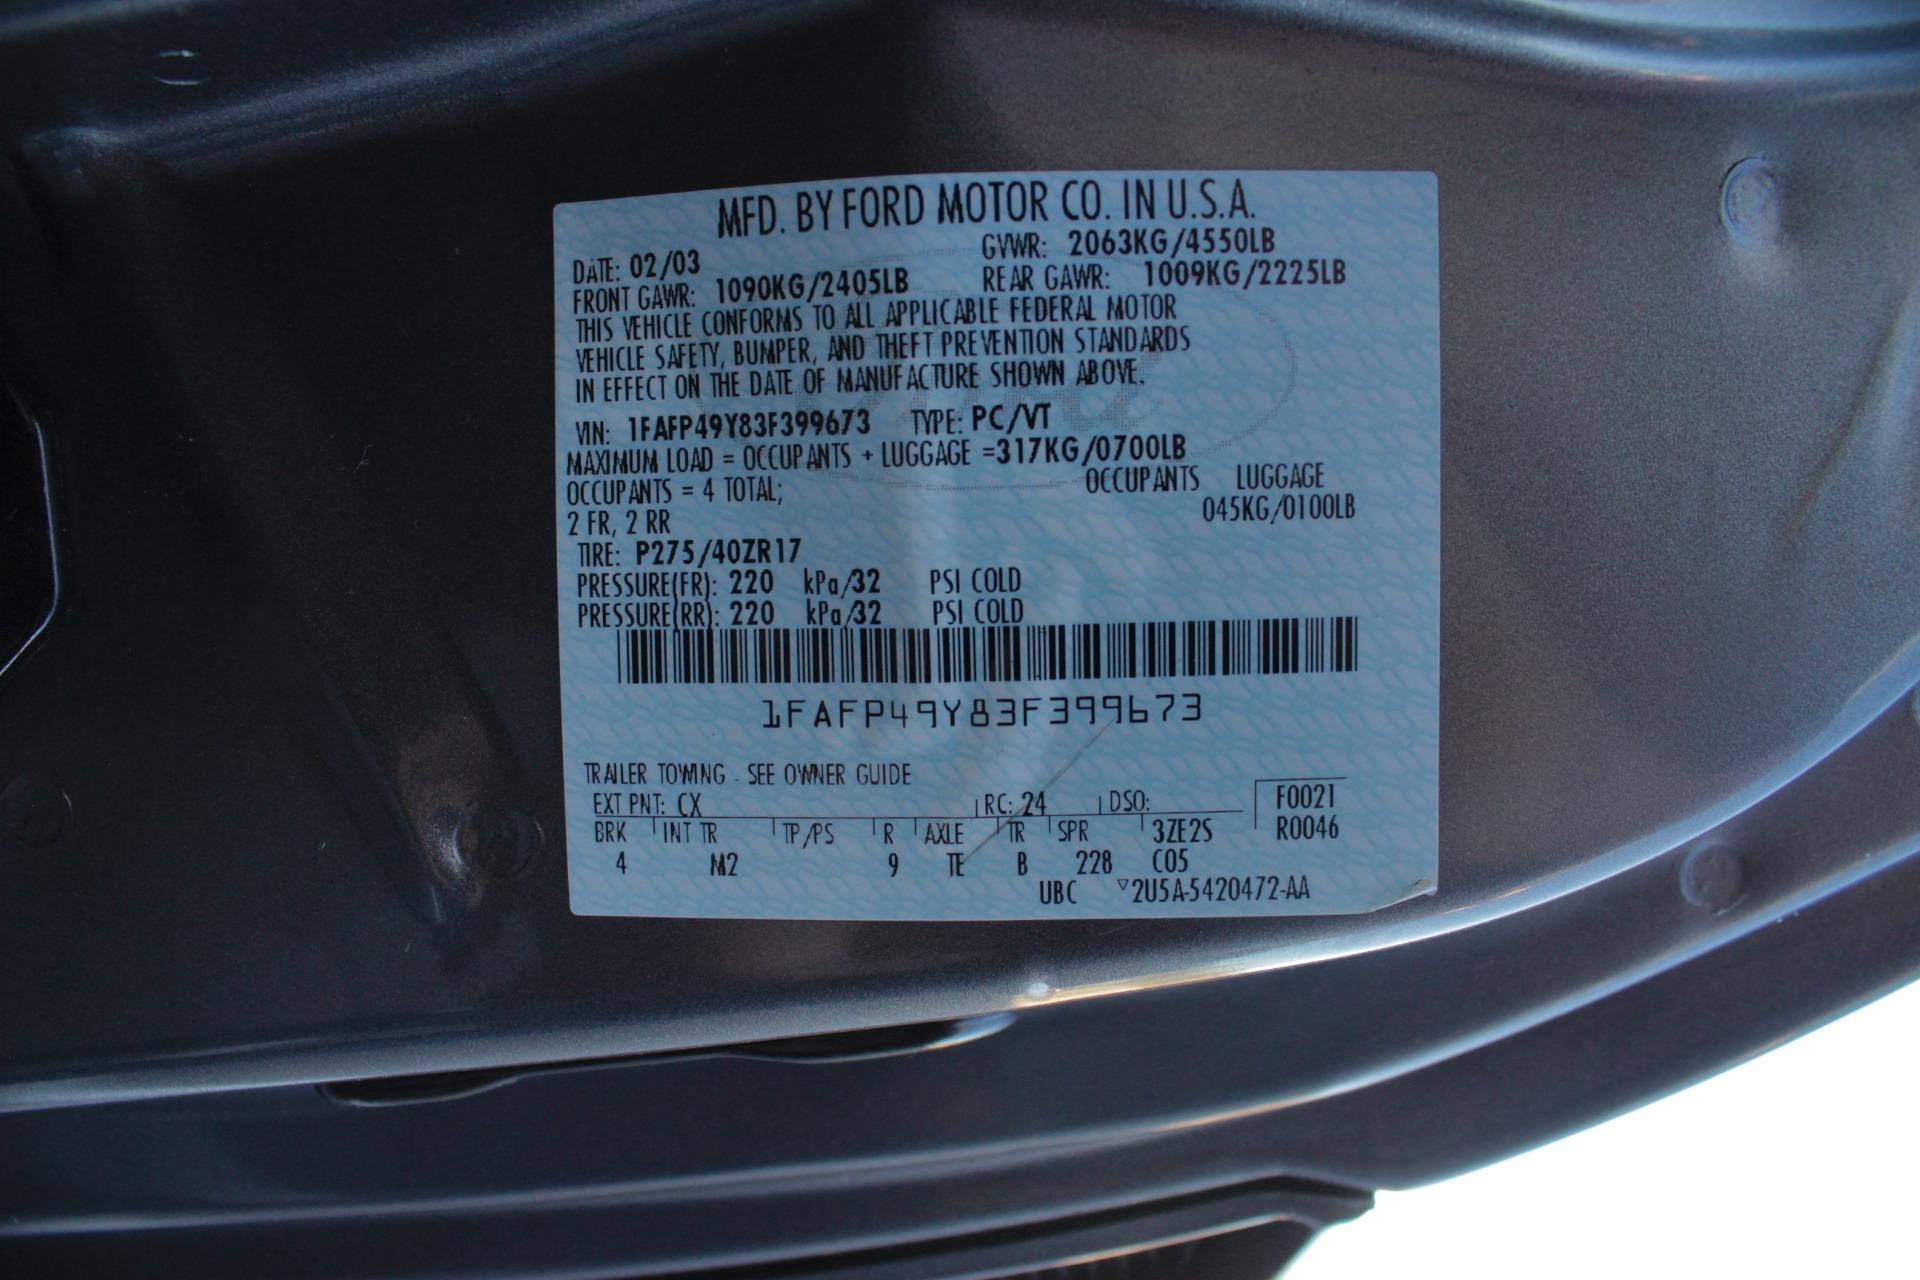 MFD. BY FORD MOTOR CO. IN U.S.A.
DATE: 02/03 GVWR: 2063KG/4550LB
FRONT GAWR: 1090KG/2405LB REAR GAWR: 1009KG/2225LB
THIS VEHICLE CONFORMS TO ALL APPLICABLE FEDERAL MOTOR
VEHICLE SAFETY, BUMPER, AND THEFT PREVENTION STANDARDS
IN EFFECT ON THE DATE OF MANUFACTURE SHOWN ABOVE.
VIN: 1FAFP49Y83F399673 TYPE: PC/VT
MAXIMUM LOAD = OCCUPANTS + LUGGAGE =317KG/0700LB
OCCUPANTS = 4 TOTAL; OCCUPANTS LUGGAGE
2 FR, 2 RR 045KG/0100LB
TIRE: P275/40ZR17
PRESSURE(FR): 220 kPa/32 PSI COLD
PRESSURE(RR): 220 kPa/32 PSI COLD
1FAFP49Y83F399673
TRAILER TOWING - SEE OWNER GUIDE
EXT PNT: CX RC: 24 DSO: F0021
BRK INT TR TP/PS R AXLE TR SPR 3ZE2S R0046
4 M2 9 TE B 228 C05
UBC ▽2U5A-5420472-AA